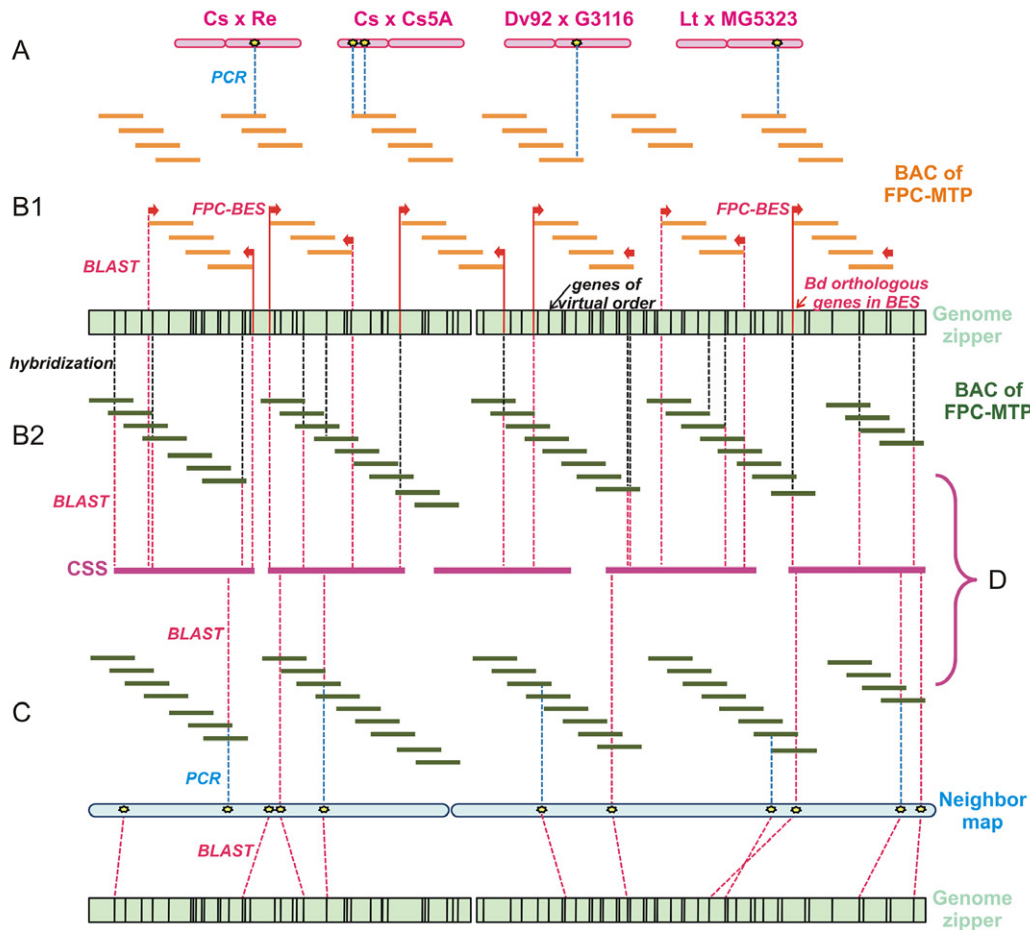 Cs x Re
Cs x Cs5A
Dv92 x G3116
Lt x MG5323
A
PCR
BAC of
FPC-MTP
B1
FPC-BES
FPC-BES
BLAST
genes of
virtual order
Bd orthologous
genes in BES
Genome
zipper
hybridization
BAC of
FPC-MTP
B2
BLAST
CSS
D
BLAST
C
PCR
Neighbor
map
BLAST
Genome
zipper